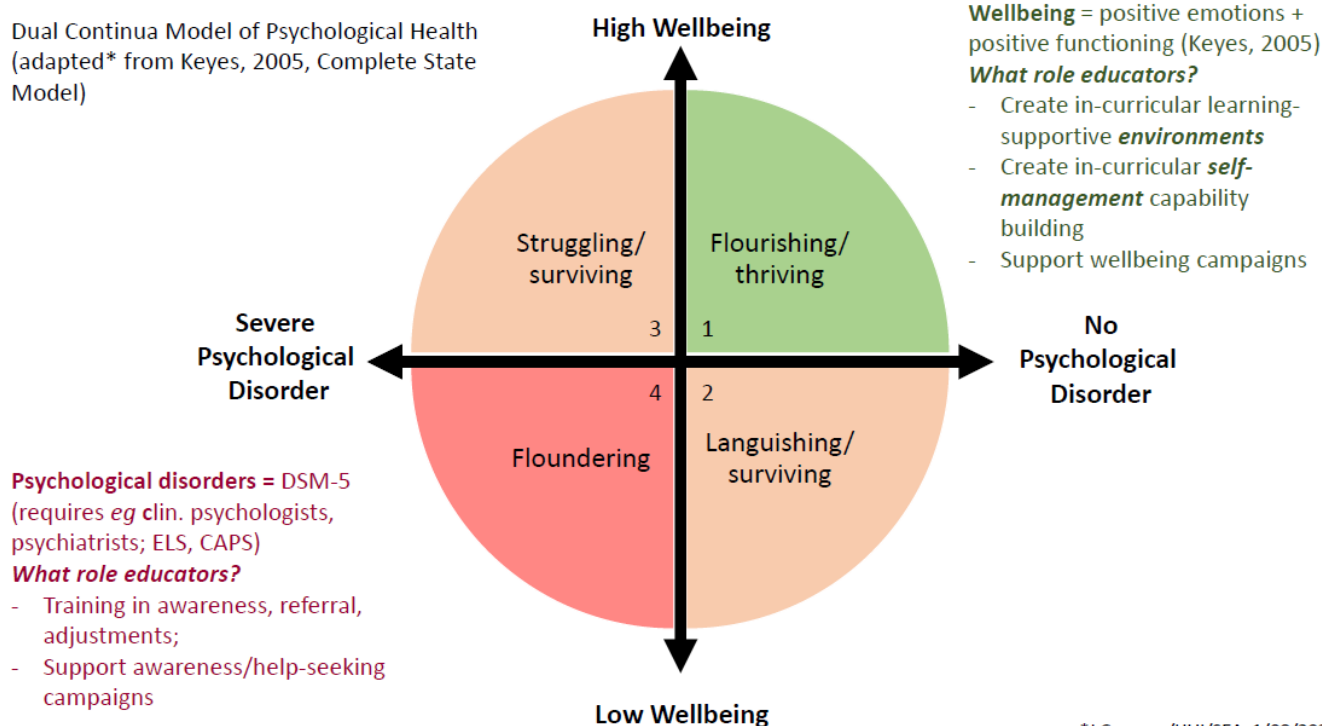 Dual Continua Model of Psychological Health
(adapted* from Keyes, 2005, Complete State
Model)
High Wellbeing
Wellbeing = positive emotions +
positive functioning (Keyes, 2005)
What role educators?
- Create in-curricular learning-
supportive environments
- Create in-curricular self-
management capability
building
- Support wellbeing campaigns
Struggling/
surviving
3
Flourishing/
thriving
1
Severe
Psychological
Disorder
No
Psychological
Disorder
4
Floundering
2
Languishing/
surviving
Psychological disorders = DSM-5
(requires eg clin. psychologists,
psychiatrists; ELS, CAPS)
What role educators?
- Training in awareness, referral,
adjustments;
- Support awareness/help-seeking
campaigns
Low Wellbeing